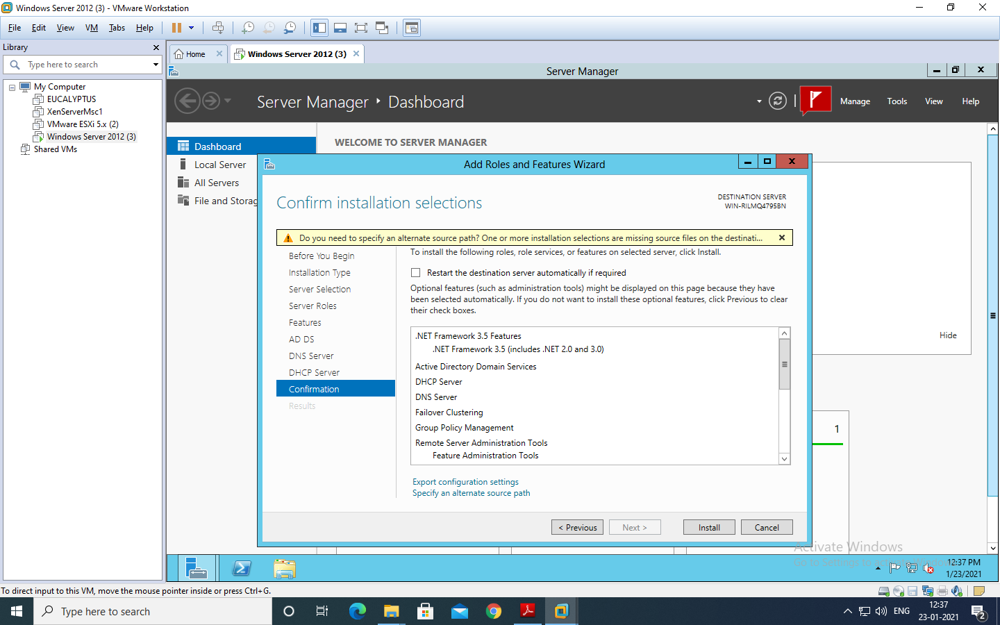 Windows Server 2012 (3) - VMware Workstation
File Edit View VM Tabs Help
Library
Type here to search
My Computer
EUCALYPTUS
XenServerMsc1
VMware ESXi 5.x (2)
Windows Server 2012 (3)
Shared VMs
Home
Windows Server 2012 (3)
Server Manager
Server Manager Dashboard
Manage Tools View Help
Dashboard
Local Server
All Servers
File and Storag
WELCOME TO SERVER MANAGER
Hide
1
Add Roles and Features Wizard
Confirm installation selections
DESTINATION SERVER
WIN-RILMQ4795BN
Do you need to specify an alternate source path? One or more installation selections are missing source files on the destinati...
Before You Begin
Installation Type
Server Selection
Server Roles
Features
AD DS
DNS Server
DHCP Server
Confirmation
Results
To install the following roles, role services, or features on selected server, click Install.
Restart the destination server automatically if required
Optional features (such as administration tools) might be displayed on this page because they have
been selected automatically. If you do not want to install these optional features, click Previous to clear
their check boxes.
.NET Framework 3.5 Features
.NET Framework 3.5 (includes .NET 2.0 and 3.0)
Active Directory Domain Services
DHCP Server
DNS Server
Failover Clustering
Group Policy Management
Remote Server Administration Tools
Feature Administration Tools
Export configuration settings
Specify an alternate source path
< Previous
Next >
Install
Cancel
Activate Windows
Go to Settings to
12:37 PM
1/23/2021
To direct input to this VM, move the mouse pointer inside or press Ctrl+G.
Type here to search
ENG
12:37
23-01-2021
2